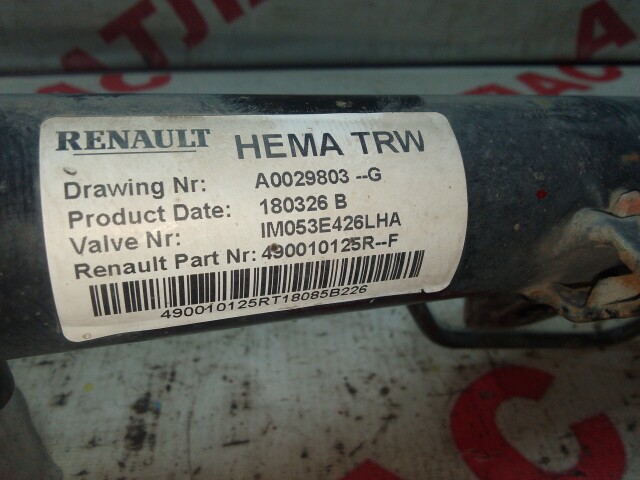 RENAULT HEMA TRW
Drawing Nr: A0029803 --G
Product Date: 180326 B
Valve Nr: IM053E426LHA
Renault Part Nr: 490010125R--F
490010125RT18085B226